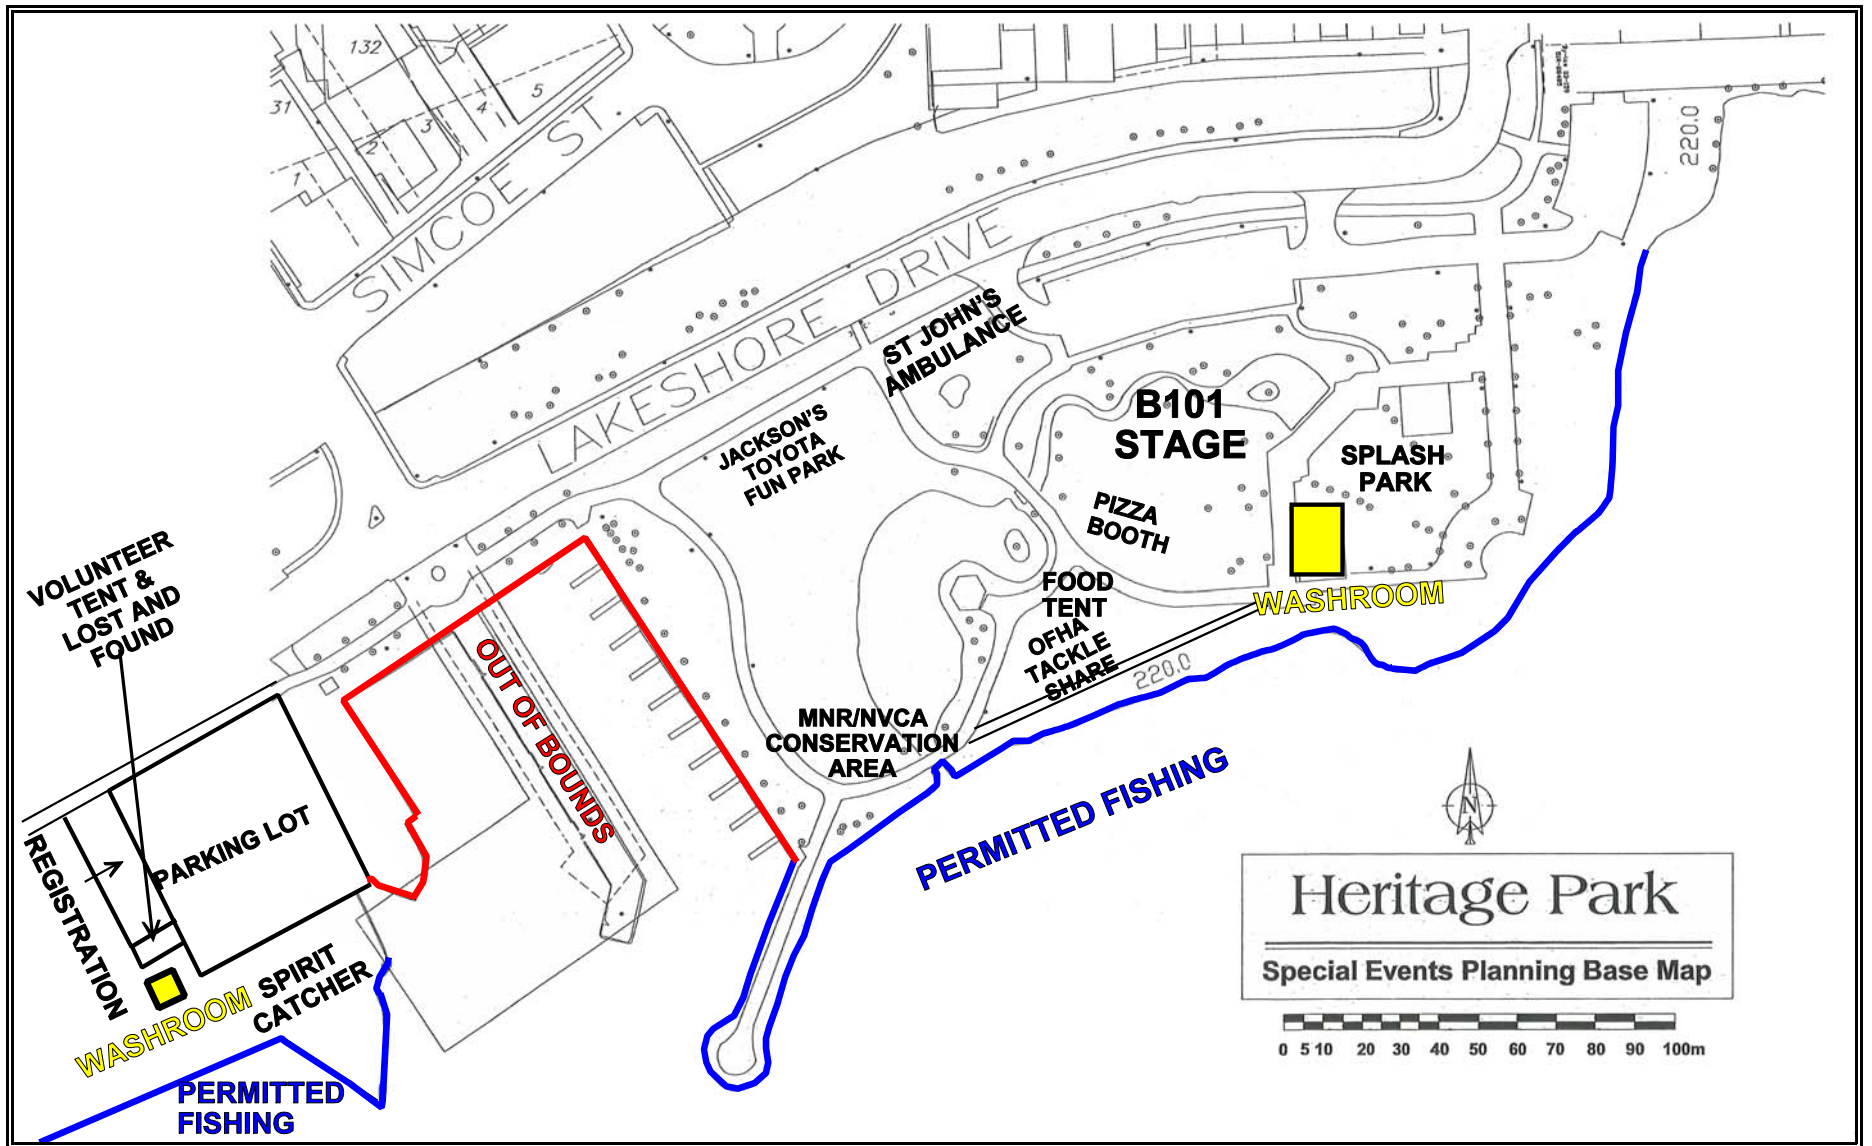 132
31
5
4
3
2
1
SIMCOE ST.
LAKESHORE DRIVE
220.0
ST JOHN'S
AMBULANCE
JACKSON'S
TOYOTA
FUN PARK
B101
STAGE
SPLASH
PARK
PIZZA
BOOTH
WASHROOM
FOOD
TENT
OFHA
TACKLE
SHARE
220.0
VOLUNTEER
TENT &
LOST AND
FOUND
OUT OF BOUNDS
MNR/NVCA
CONSERVATION
AREA
PERMITTED FISHING
PARKING LOT
REGISTRATION
WASHROOM
SPIRIT
CATCHER
PERMITTED
FISHING
N
Heritage Park
Special Events Planning Base Map
0 5 10 20 30 40 50 60 70 80 90 100m